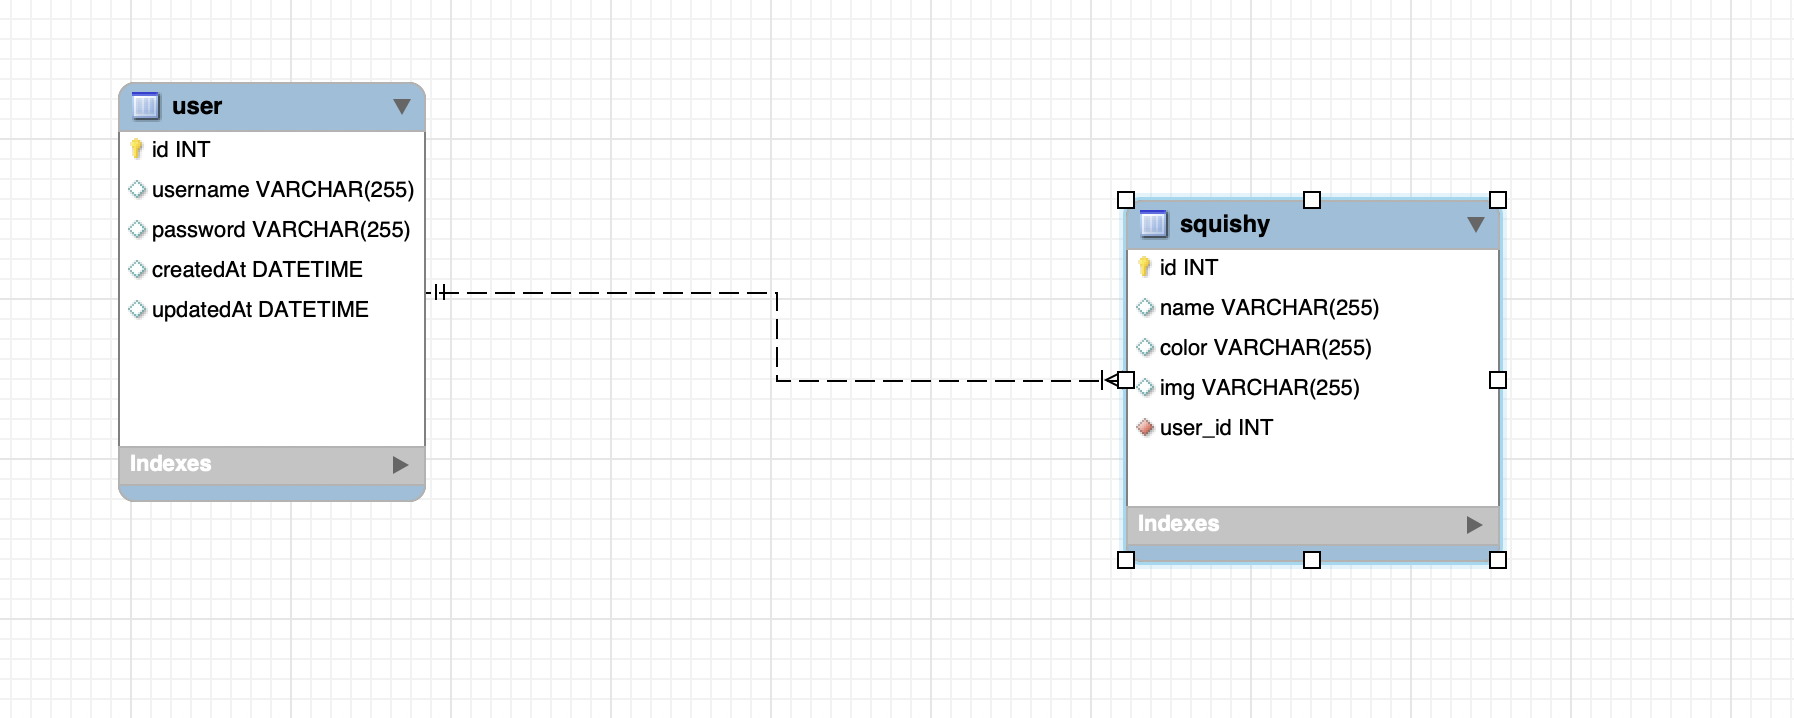 user
id INT
username VARCHAR(255)
password VARCHAR(255)
createdAt DATETIME
updatedAt DATETIME
Indexes
squishy
id INT
name VARCHAR(255)
color VARCHAR(255)
img VARCHAR(255)
user_id INT
Indexes